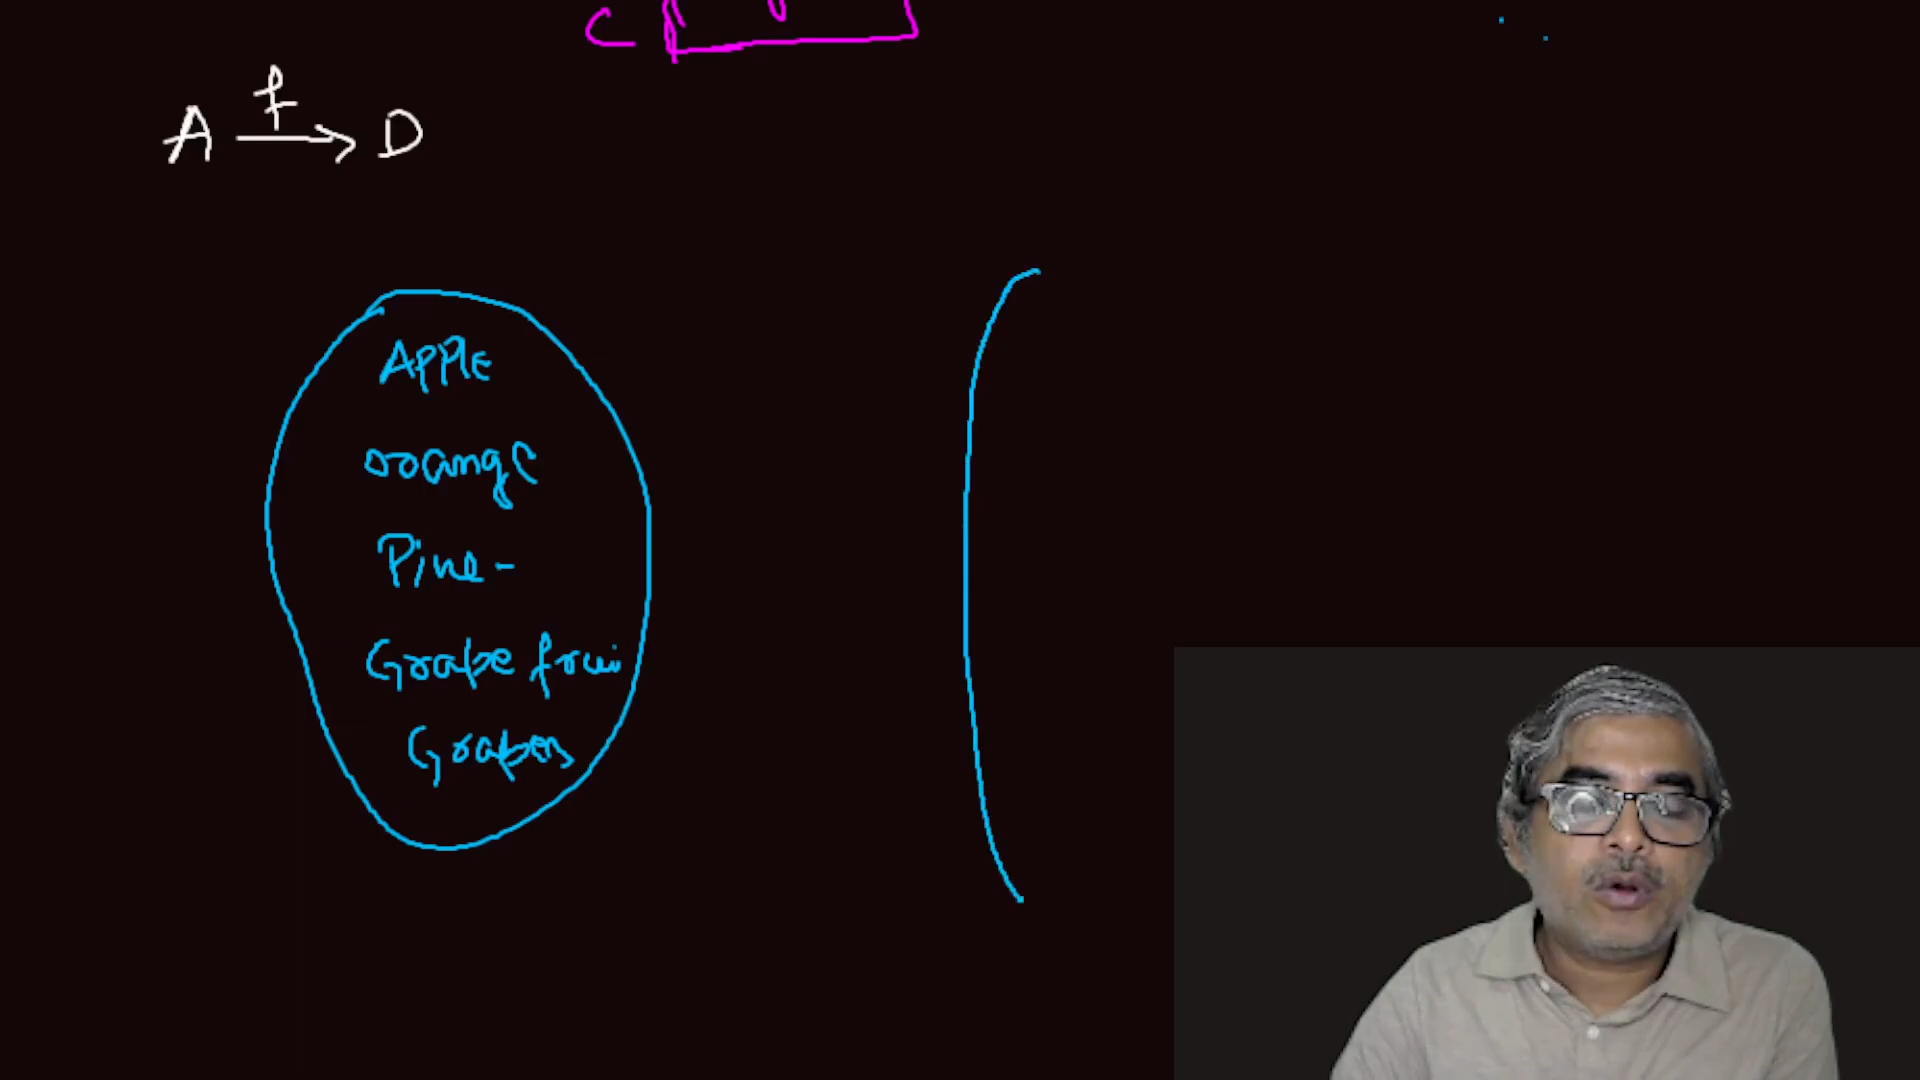 C
A f D
APPLE
orange
Pine-
Grape frui
Grapes